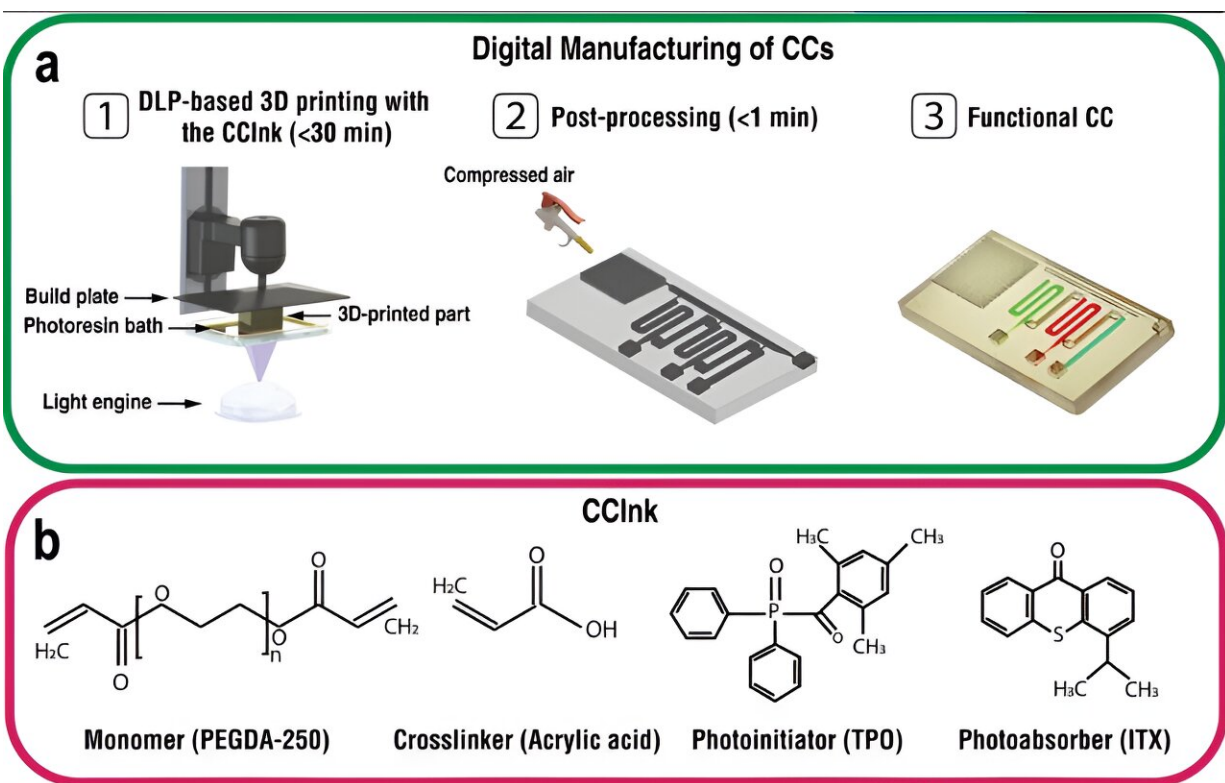 a
Digital Manufacturing of CCs
1
DLP-based 3D printing with
the CCInk (<30 min)
2
Post-processing (<1 min)
3
Functional CC
Compressed air
Build plate
Photoresin bath
3D-printed part
Light engine
b
CCInk
H₂C
O
O
O
n
O
CH₂
H₂C
O
OH
O
P
O
H₃C
CH₃
CH₃
O
S
H₃C
CH₃
Monomer (PEGDA-250)
Crosslinker (Acrylic acid)
Photoinitiator (TPO)
Photoabsorber (ITX)